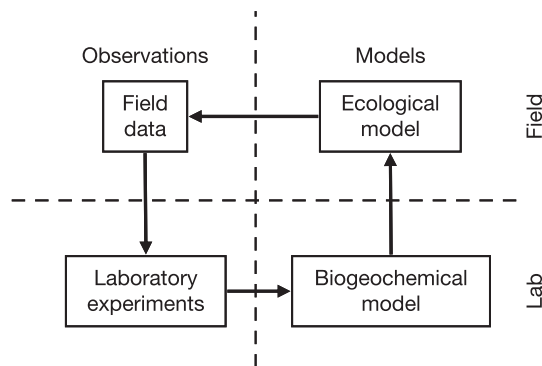 Observations
Models
Field
data
Ecological
model
Field
Laboratory
experiments
Biogeochemical
model
Lab